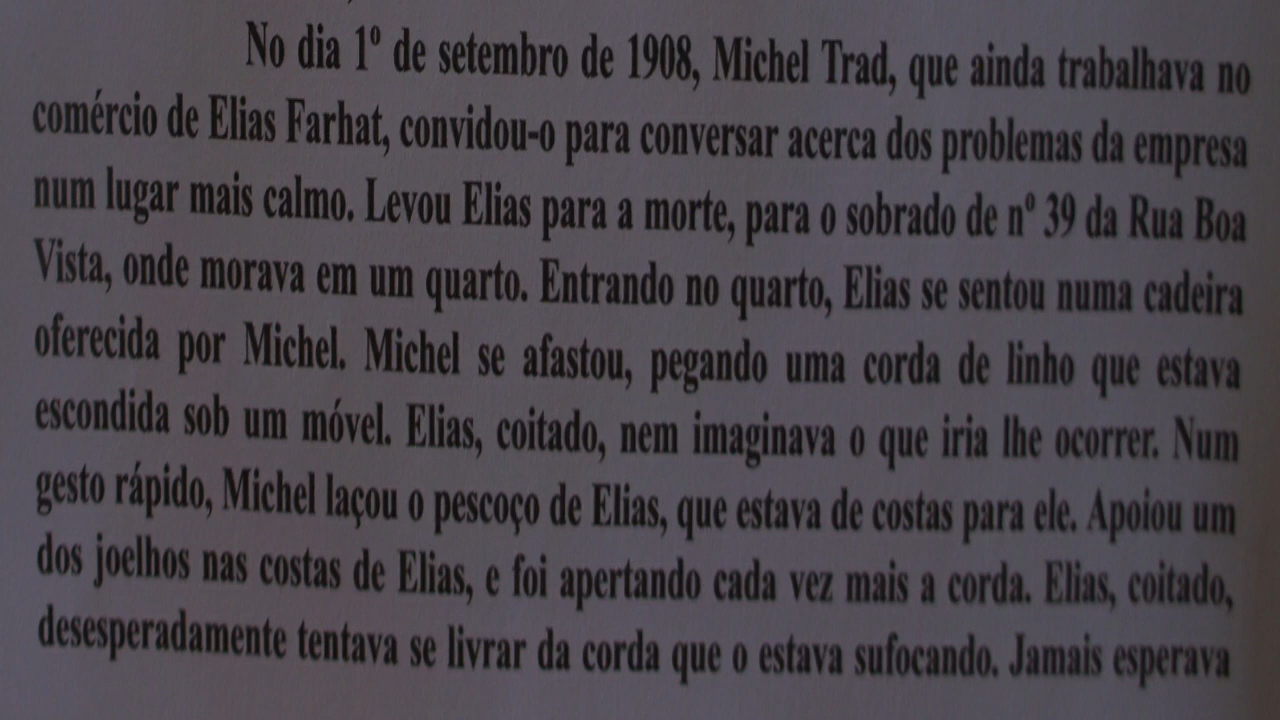 No dia 1º de setembro de 1908, Michel Trad, que ainda trabalhava no
comércio de Elias Farhat, convidou-o para conversar acerca dos problemas da empresa
num lugar mais calmo. Levou Elias para a morte, para o sobrado de nº 39 da Rua Boa
Vista, onde morava em um quarto. Entrando no quarto, Elias se sentou numa cadeira
oferecida por Michel. Michel se afastou, pegando uma corda de linho que estava
escondida sob um móvel. Elias, coitado, nem imaginava o que iria lhe ocorrer. Num
gesto rápido, Michel laçou o pescoço de Elias, que estava de costas para ele. Apoiou um
dos joelhos nas costas de Elias, e foi apertando cada vez mais a corda. Elias, coitado,
desesperadamente tentava se livrar da corda que o estava sufocando. Jamais esperava